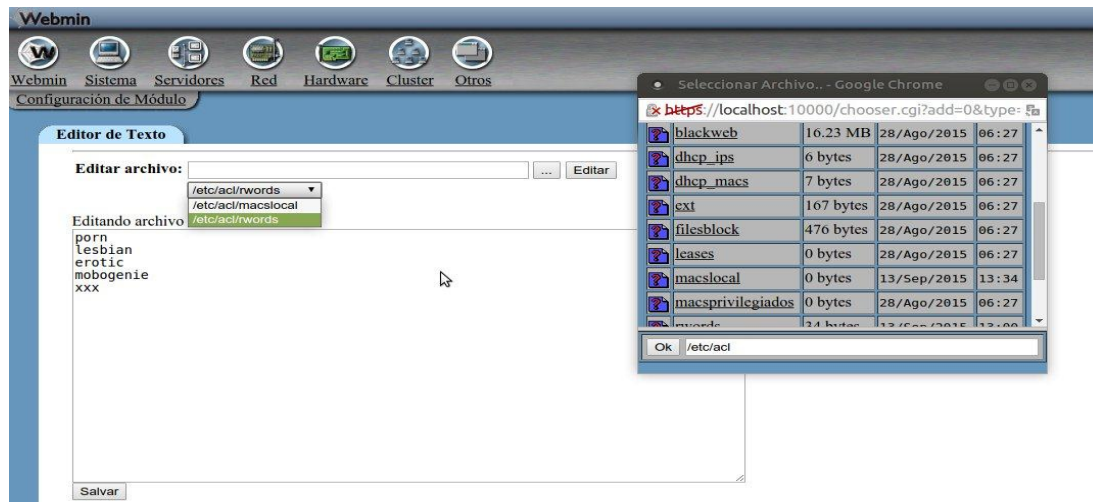 Webmin
Webmin Sistema Servidores Red Hardware Cluster Otros
Configuración de Módulo
Editor de Texto
Editar archivo: ... Editar
/etc/acl/rwords
/etc/acl/macslocal
/etc/acl/rwords
Editando archivo
porn
lesbian
erotic
mobogenie
xxx
Salvar
Seleccionar Archivo.. - Google Chrome
https://localhost:10000/chooser.cgi?add=0&type=
blackweb 16.23 MB 28/Ago/2015 06:27
dhcp_ips 6 bytes 28/Ago/2015 06:27
dhcp_macs 7 bytes 28/Ago/2015 06:27
ext 167 bytes 28/Ago/2015 06:27
filesblock 476 bytes 28/Ago/2015 06:27
leases 0 bytes 28/Ago/2015 06:27
macslocal 0 bytes 13/Sep/2015 13:34
macsprivilegiados 0 bytes 28/Ago/2015 06:27
rwords 34 bytes 13/Sep/2015
Ok /etc/acl